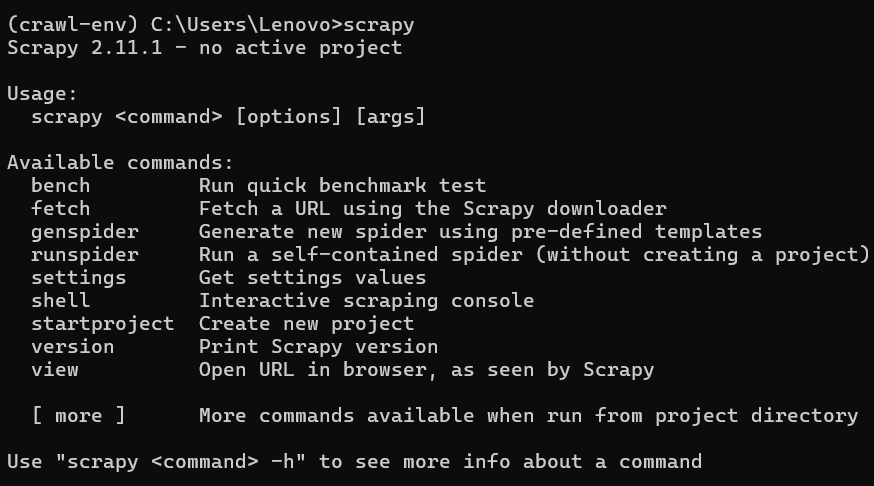 (crawl-env) C:\Users\Lenovo>scrapy
Scrapy 2.11.1 - no active project

Usage:
  scrapy <command> [options] [args]

Available commands:
  bench         Run quick benchmark test
  fetch         Fetch a URL using the Scrapy downloader
  genspider     Generate new spider using pre-defined templates
  runspider     Run a self-contained spider (without creating a project)
  settings      Get settings values
  shell         Interactive scraping console
  startproject  Create new project
  version       Print Scrapy version
  view          Open URL in browser, as seen by Scrapy

  [ more ]      More commands available when run from project directory

Use "scrapy <command> -h" to see more info about a command